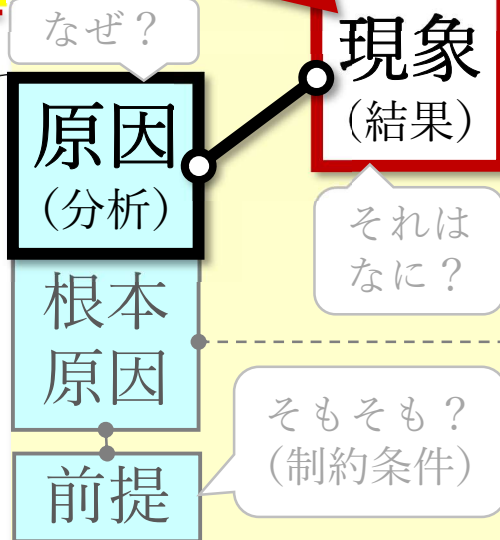 なぜ？
現象
（結果）
原因
（分析）
それは
なに？
根本
原因
そもそも？
（制約条件）
前提